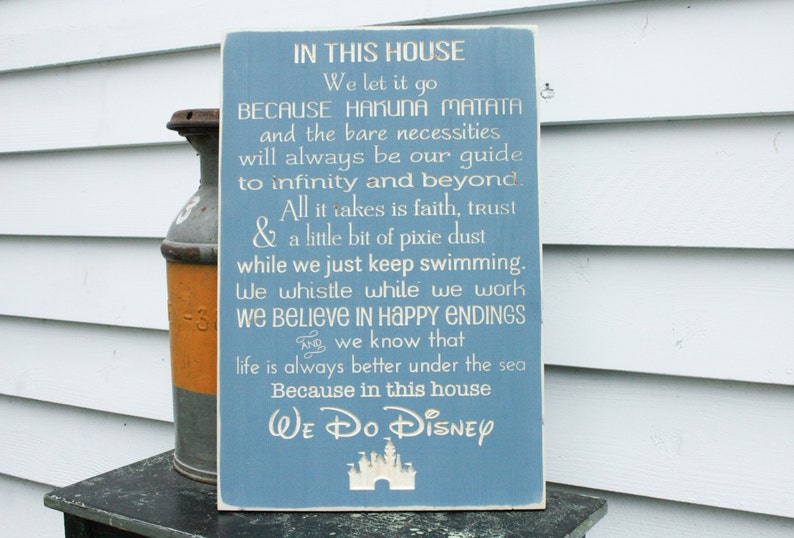 IN THIS HOUSE
We let it go
BECAUSE HAKUNA MATATA
and the bare necessities
will always be our guide
to infinity and beyond.
All it takes is faith, trust
& a little bit of pixie dust
while we just keep swimming.
We whistle while we work
WE BELIEVE IN HAPPY ENDINGS
AND we know that
life is always better under the sea
Because in this house
We Do Disney
3
-33